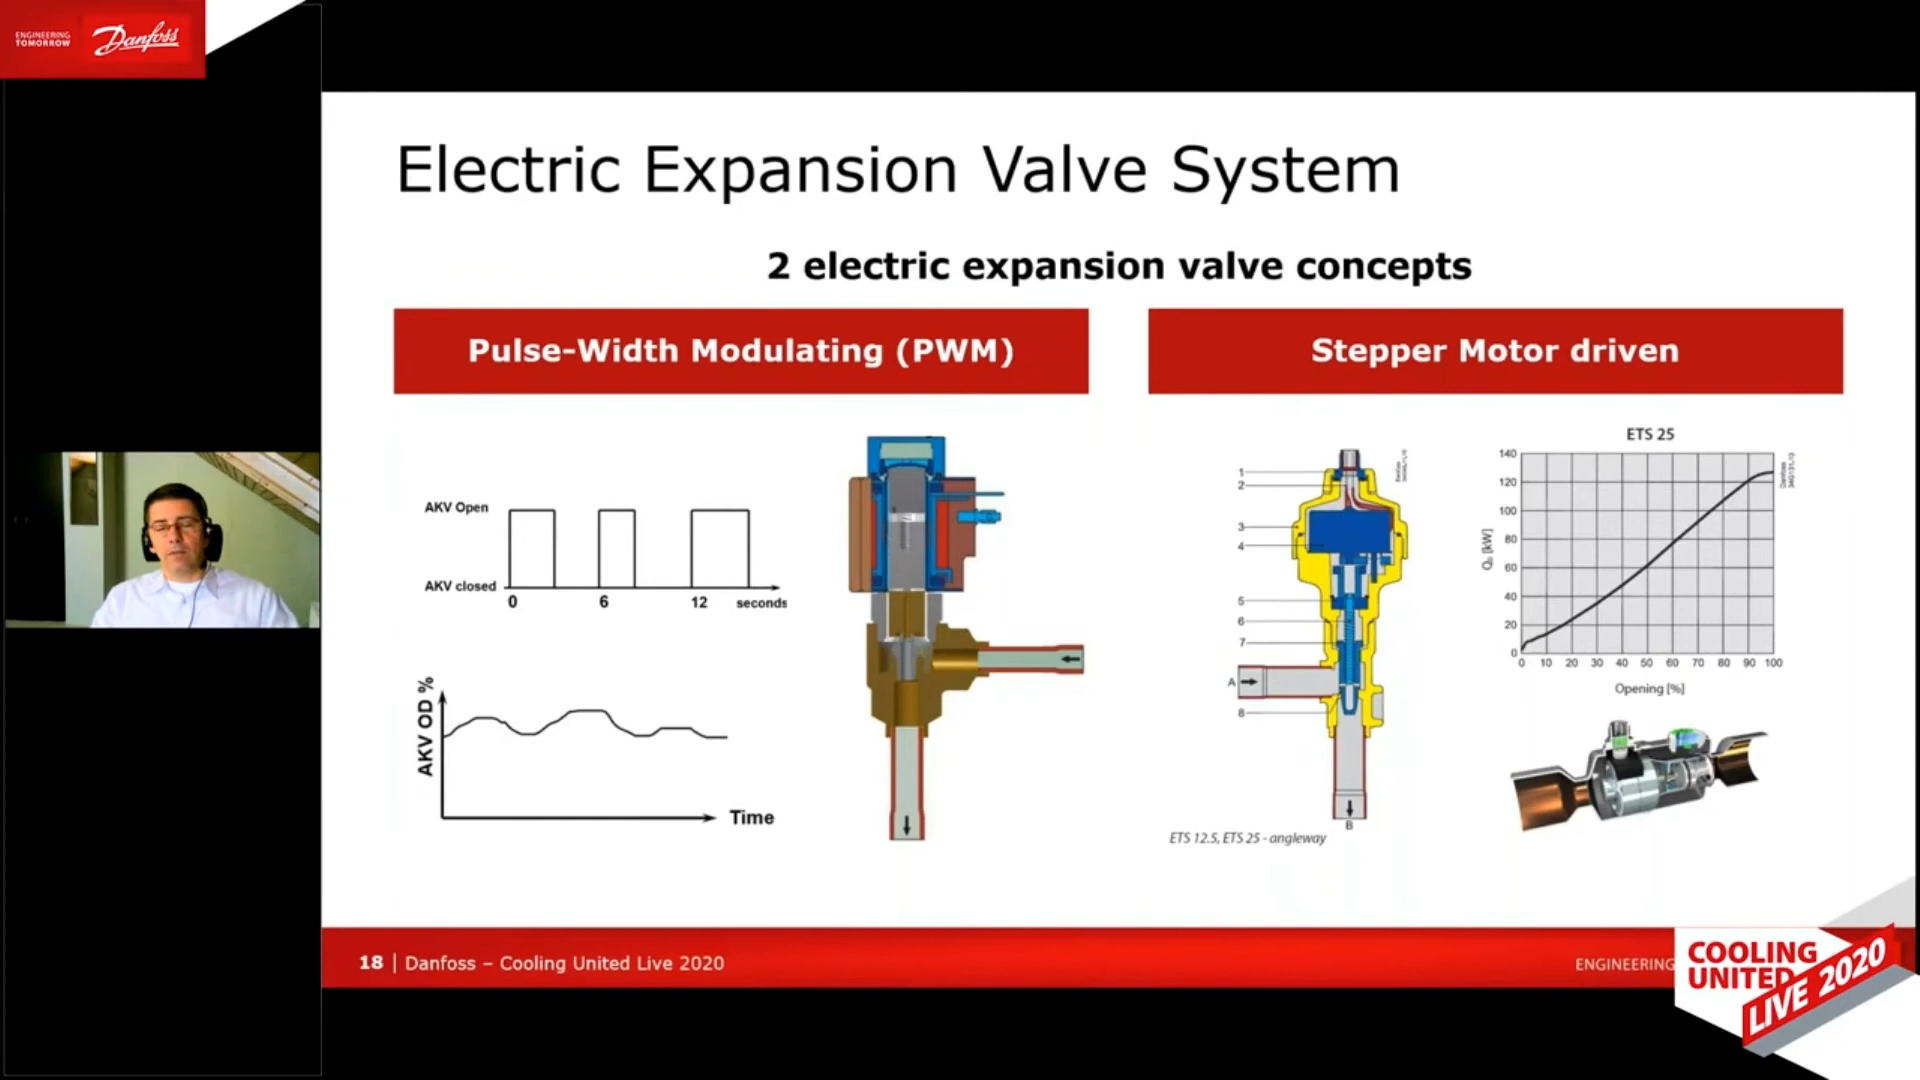 ENGINEERING
TOMORROW
Danfoss
Electric Expansion Valve System
2 electric expansion valve concepts
Pulse-Width Modulating (PWM)
AKV Open
AKV closed
0
6
12
seconds
AKV OD %
Time
Stepper Motor driven
1
2
3
4
5
6
7
A
8
B
ETS 12.5, ETS 25 - angleway
ETS 25
140
120
100
80
60
40
20
0
Q₀ [kW]
0 10 20 30 40 50 60 70 80 90 100
Opening [%]
Danfoss
18 | Danfoss – Cooling United Live 2020
ENGINEERING
COOLING
UNITED
LIVE 2020